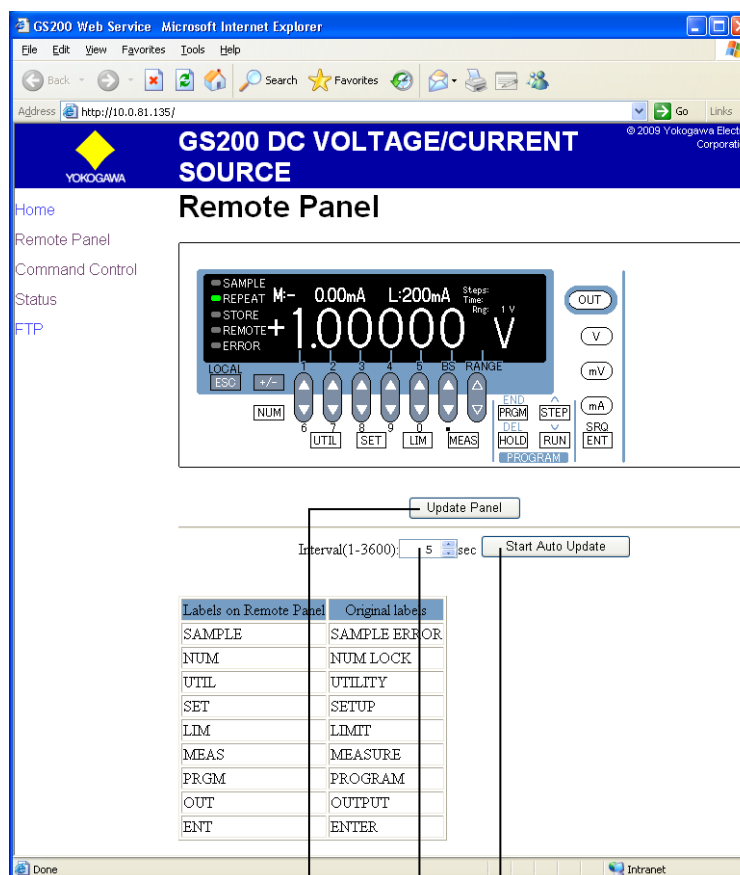 GS200 Web Service Microsoft Internet Explorer
File Edit View Favorites Tools Help
Back Search Favorites
Address http://10.0.81.135/ Go Links
YOKOGAWA
GS200 DC VOLTAGE/CURRENT
SOURCE
© 2009 Yokogawa Elect
Corporati
Home
Remote Panel
Command Control
Status
FTP
Remote Panel
SAMPLE
REPEAT
STORE
REMOTE
ERROR
M:- 0.00mA L:200mA
Steps:
Time:
Rng: 1 V
+1.00000 V
OUT
V
mV
mA
LOCAL
ESC +/-
1 2 3 4 5 BS RANGE
NUM
6 7 8 9 0 .
UTIL SET LIM MEAS
END
PRGM STEP
DEL
HOLD RUN
PROGRAM
SRQ
ENT
Update Panel
Interval(1-3600): 5 sec Start Auto Update
Labels on Remote Panel Original labels
SAMPLE SAMPLE ERROR
NUM NUM LOCK
UTIL UTILITY
SET SETUP
LIM LIMIT
MEAS MEASURE
PRGM PROGRAM
OUT OUTPUT
ENT ENTER
Done Intranet